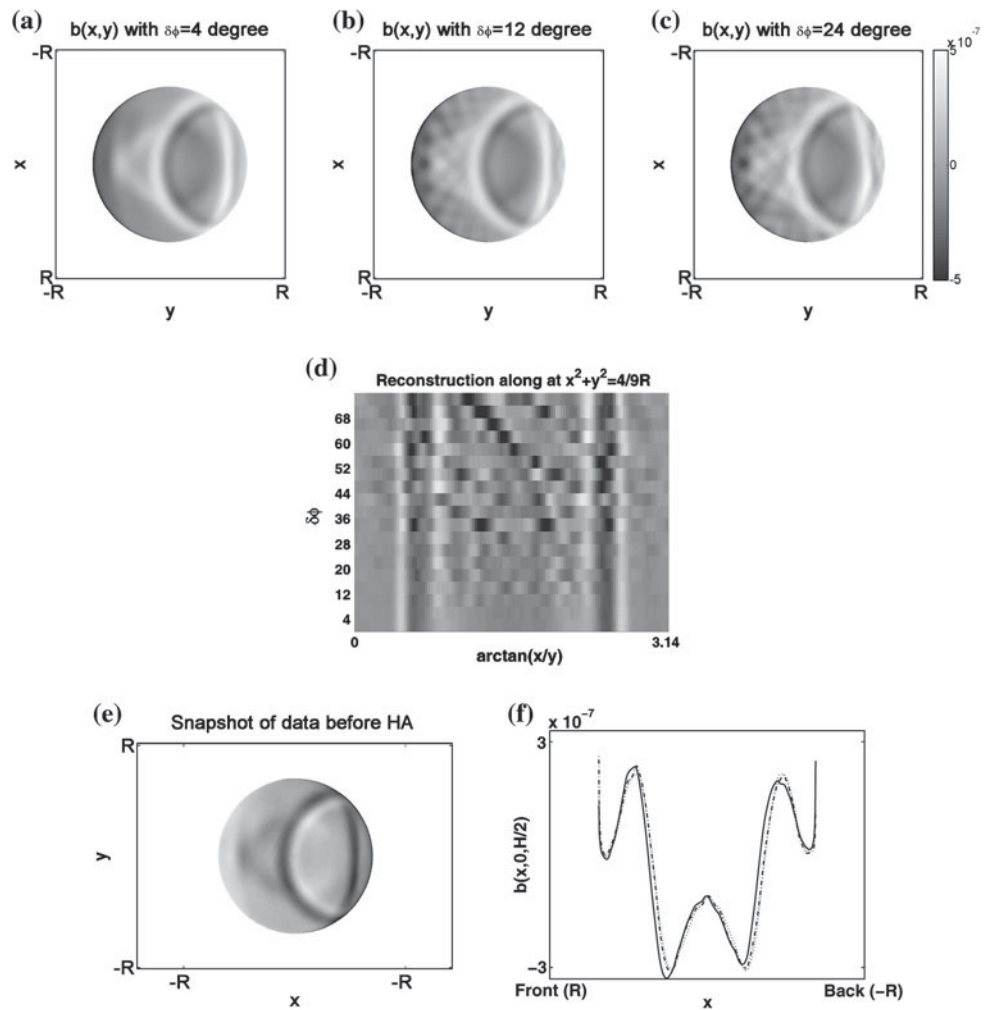 (a)
b(x,y) with δϕ=4 degree
-R
x
R
-R
R
y
(b)
b(x,y) with δϕ=12 degree
-R
x
R
-R
R
y
(c)
b(x,y) with δϕ=24 degree
-R
x
R
-R
R
y
x 10⁻⁷
5
0
-5
(d)
Reconstruction along at x²+y²=4/9R
68
60
52
44
36
28
20
12
4
δϕ
0
3.14
arctan(x/y)
(e)
Snapshot of data before HA
R
y
-R
-R
-R
x
(f)
x 10⁻⁷
3
b(x,0,H/2)
-3
Front (R)
x
Back (-R)